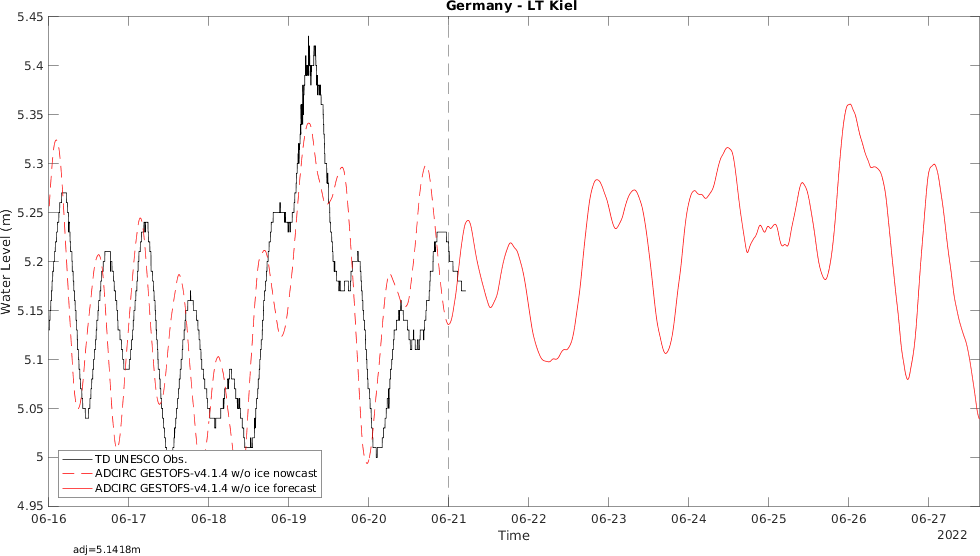 Germany - LT Kiel
5.45
5.4
5.35
5.3
5.25
5.2
5.15
5.1
5.05
5
4.95
Water Level (m)
TD UNESCO Obs.
ADCIRC GESTOFS-v4.1.4 w/o ice nowcast
ADCIRC GESTOFS-v4.1.4 w/o ice forecast
06-16 06-17 06-18 06-19 06-20 06-21 06-22 06-23 06-24 06-25 06-26 06-27
Time
2022
adj=5.1418m